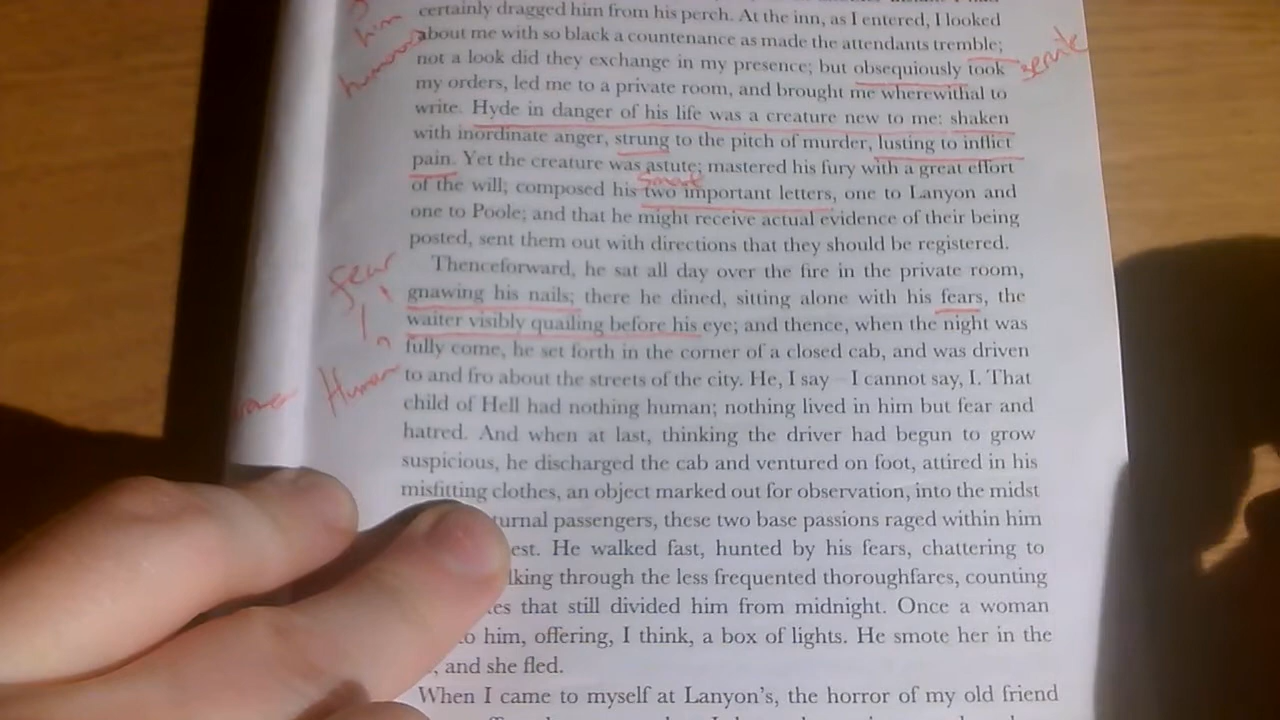 certainly dragged him from his perch. At the inn, as I entered, I looked
him
about me with so black a countenance as made the attendants tremble;
not a look did they exchange in my presence; but obsequiously took
my orders, led me to a private room, and brought me wherewithal to
write. Hyde in danger of his life was a creature new to me: shaken
with inordinate anger, strung to the pitch of murder, lusting to inflict
pain. Yet the creature was astute; mastered his fury with a great effort
Smart
of the will; composed his two important letters, one to Lanyon and
one to Poole; and that he might receive actual evidence of their being
posted, sent them out with directions that they should be registered.
Thenceforward, he sat all day over the fire in the private room,
fear
gnawing his nails; there he dined, sitting alone with his fears, the
waiter visibly quailing before his eye; and thence, when the night was
fully come, he set forth in the corner of a closed cab, and was driven
Human
to and fro about the streets of the city. He, I say – I cannot say, I. That
child of Hell had nothing human; nothing lived in him but fear and
hatred. And when at last, thinking the driver had begun to grow
suspicious, he discharged the cab and ventured on foot, attired in his
misfitting clothes, an object marked out for observation, into the midst
turnal passengers, these two base passions raged within him
est. He walked fast, hunted by his fears, chattering to
lking through the less frequented thoroughfares, counting
es that still divided him from midnight. Once a woman
to him, offering, I think, a box of lights. He smote her in the
, and she fled.
When I came to myself at Lanyon's, the horror of my old friend